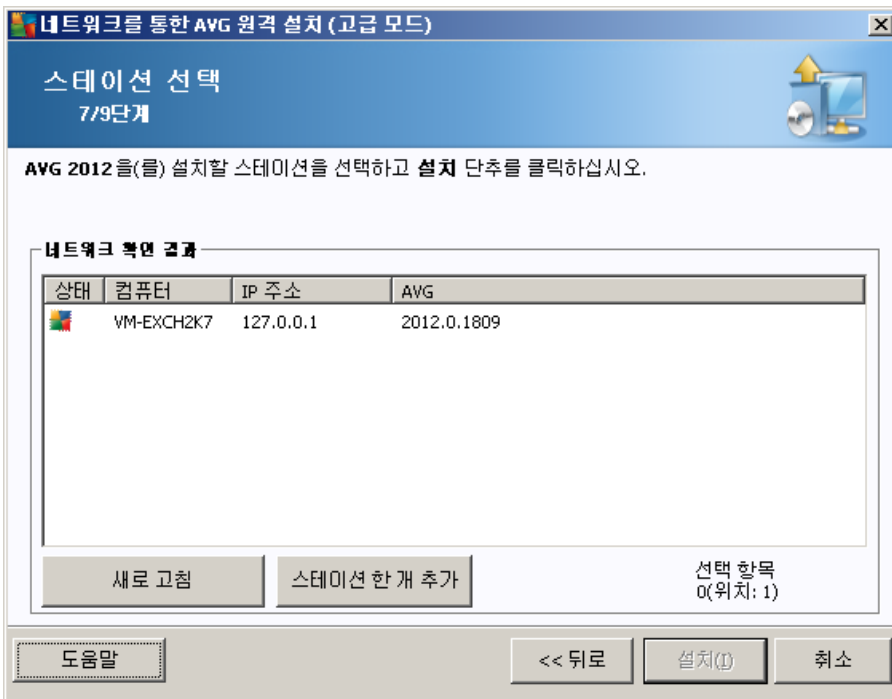 네트워크를 통한 AVG 원격 설치 (고급 모드)
스테이션 선택
7/9단계
AVG 2012을(를) 설치할 스테이션을 선택하고 설치 단추를 클릭하십시오.
네트워크 확인 결과
상태 컴퓨터 IP 주소 AVG
VM-EXCH2K7 127.0.0.1 2012.0.1809
새로 고침 스테이션 한 개 추가
선택 항목
0(위치: 1)
도움말 << 뒤로 설치(I) 취소